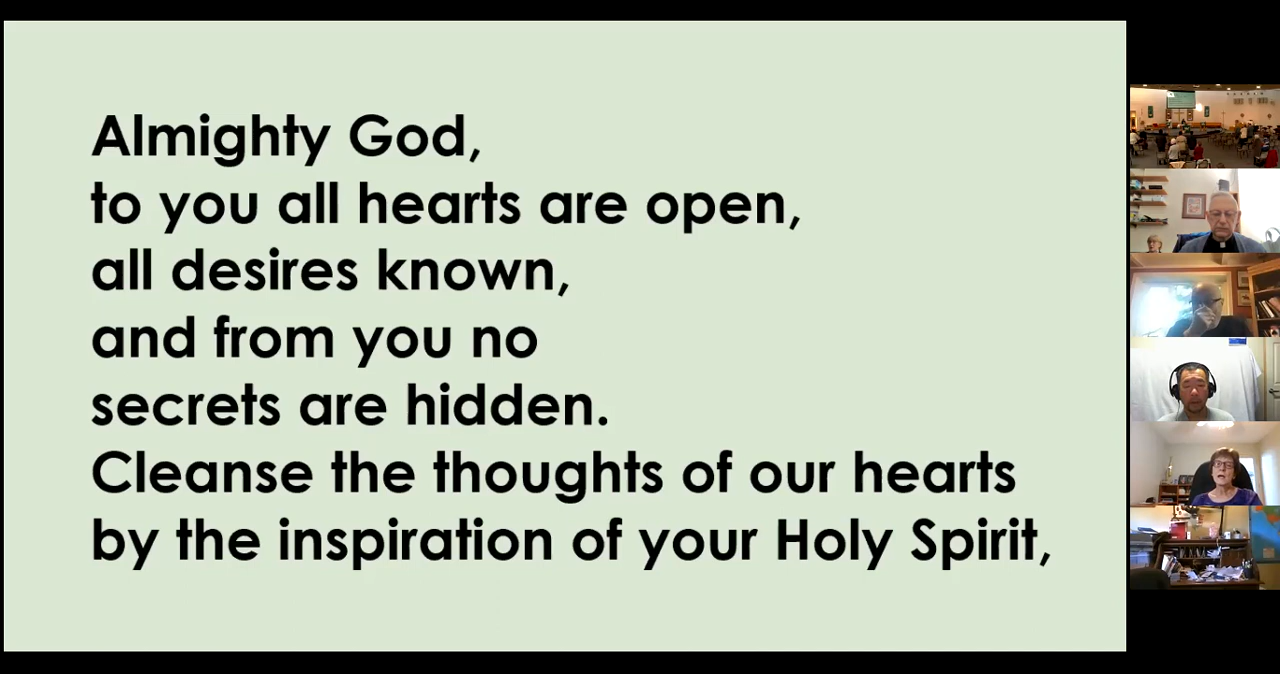 Almighty God,
to you all hearts are open,
all desires known,
and from you no
secrets are hidden.
Cleanse the thoughts of our hearts
by the inspiration of your Holy Spirit,